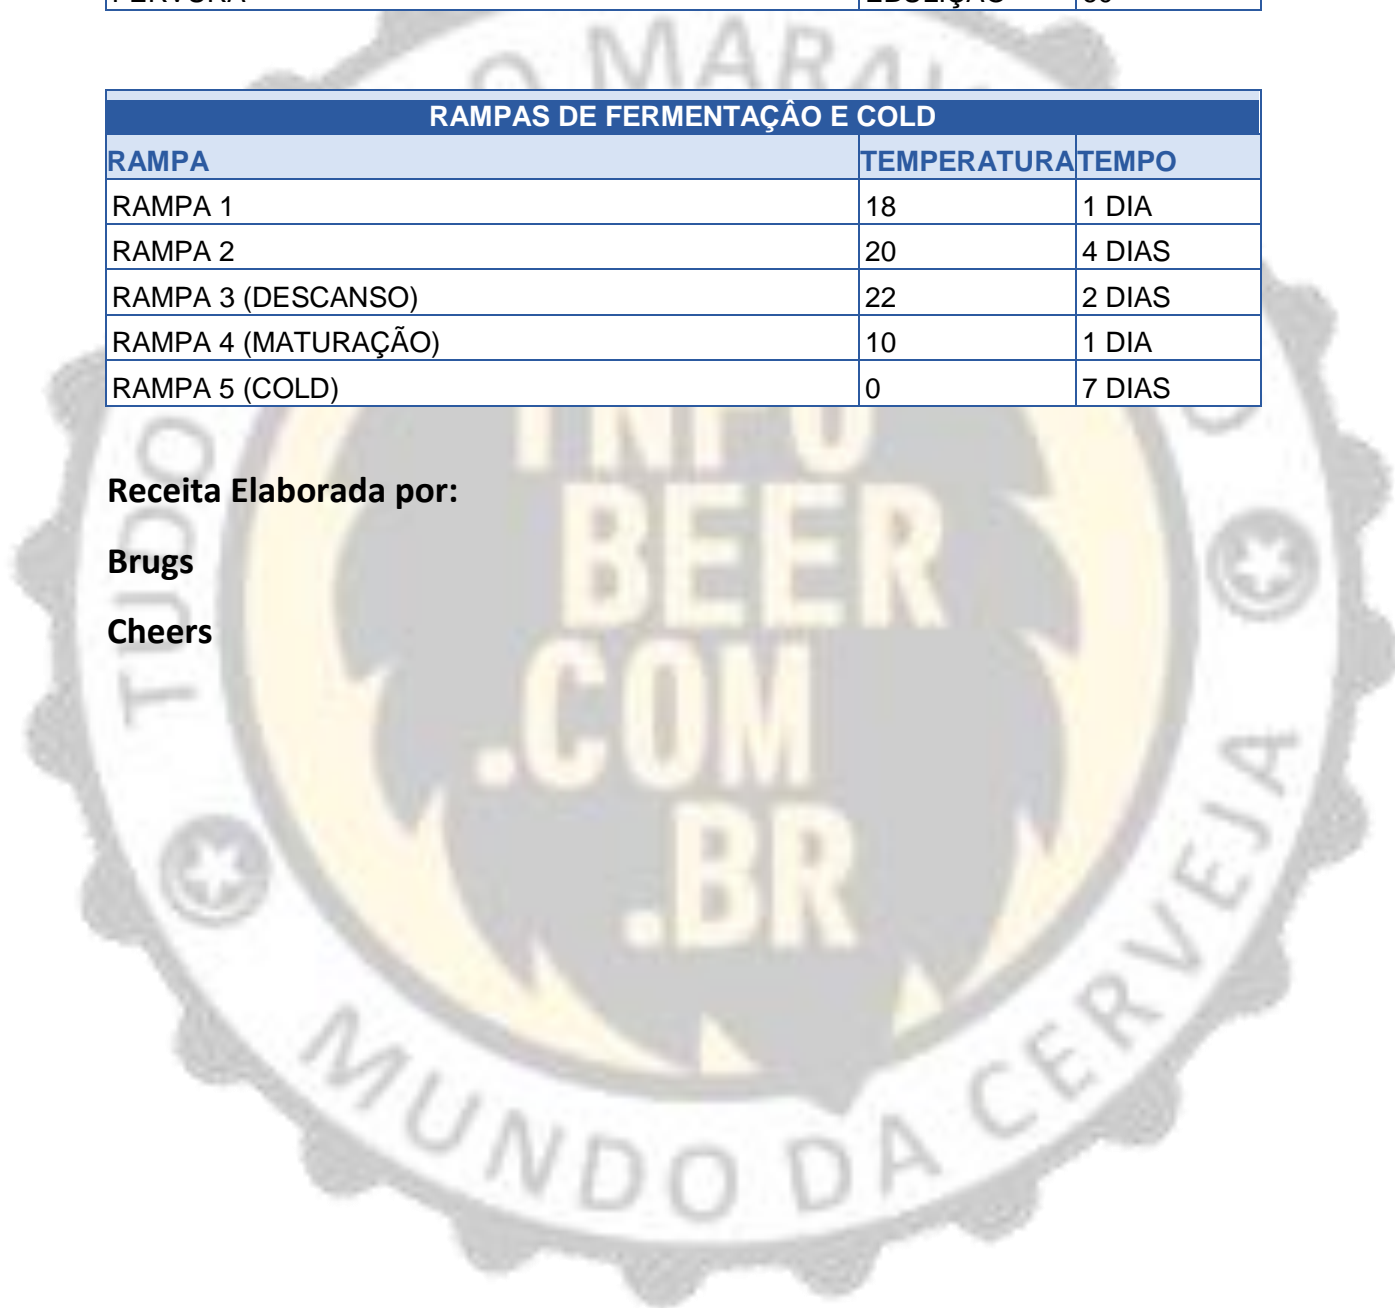 RAMPAS DE FERMENTAÇÂO E COLD
RAMPA TEMPERATURA TEMPO
RAMPA 1 18 1 DIA
RAMPA 2 20 4 DIAS
RAMPA 3 (DESCANSO) 22 2 DIAS
RAMPA 4 (MATURAÇÃO) 10 1 DIA
RAMPA 5 (COLD) 0 7 DIAS
Receita Elaborada por:
Brugs
Cheers
TUDO
INFO
BEER
.COM
.BR
MUNDO DA CERVEJA